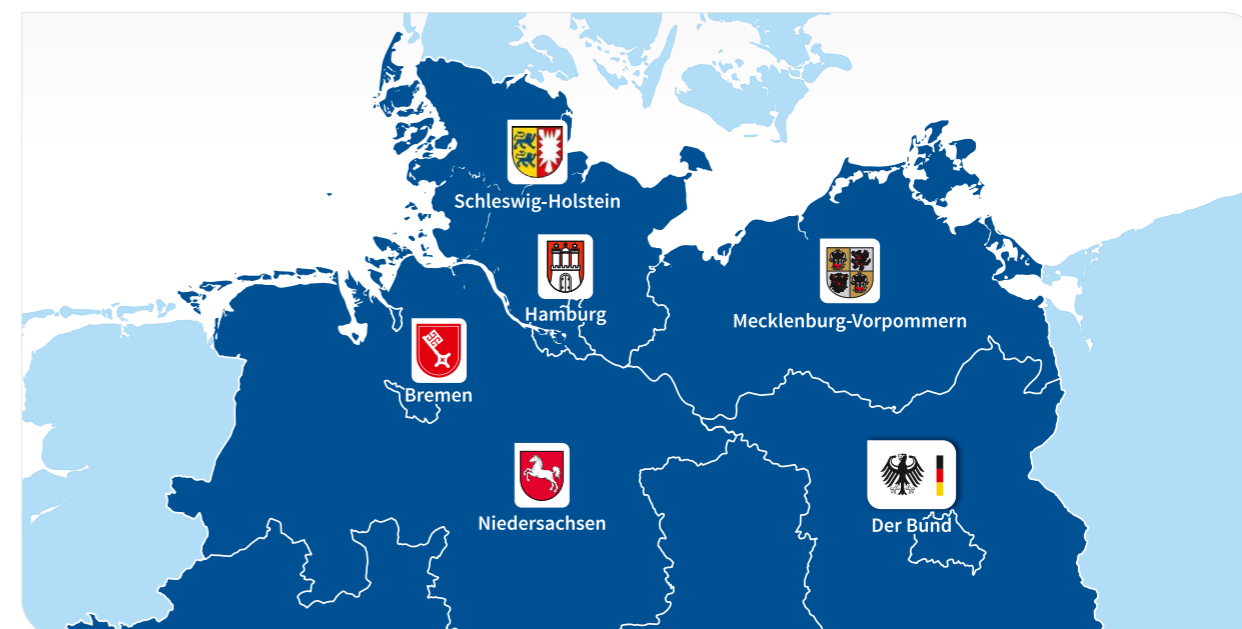 Schleswig-Holstein
Hamburg
Mecklenburg-Vorpommern
Bremen
Niedersachsen
Der Bund